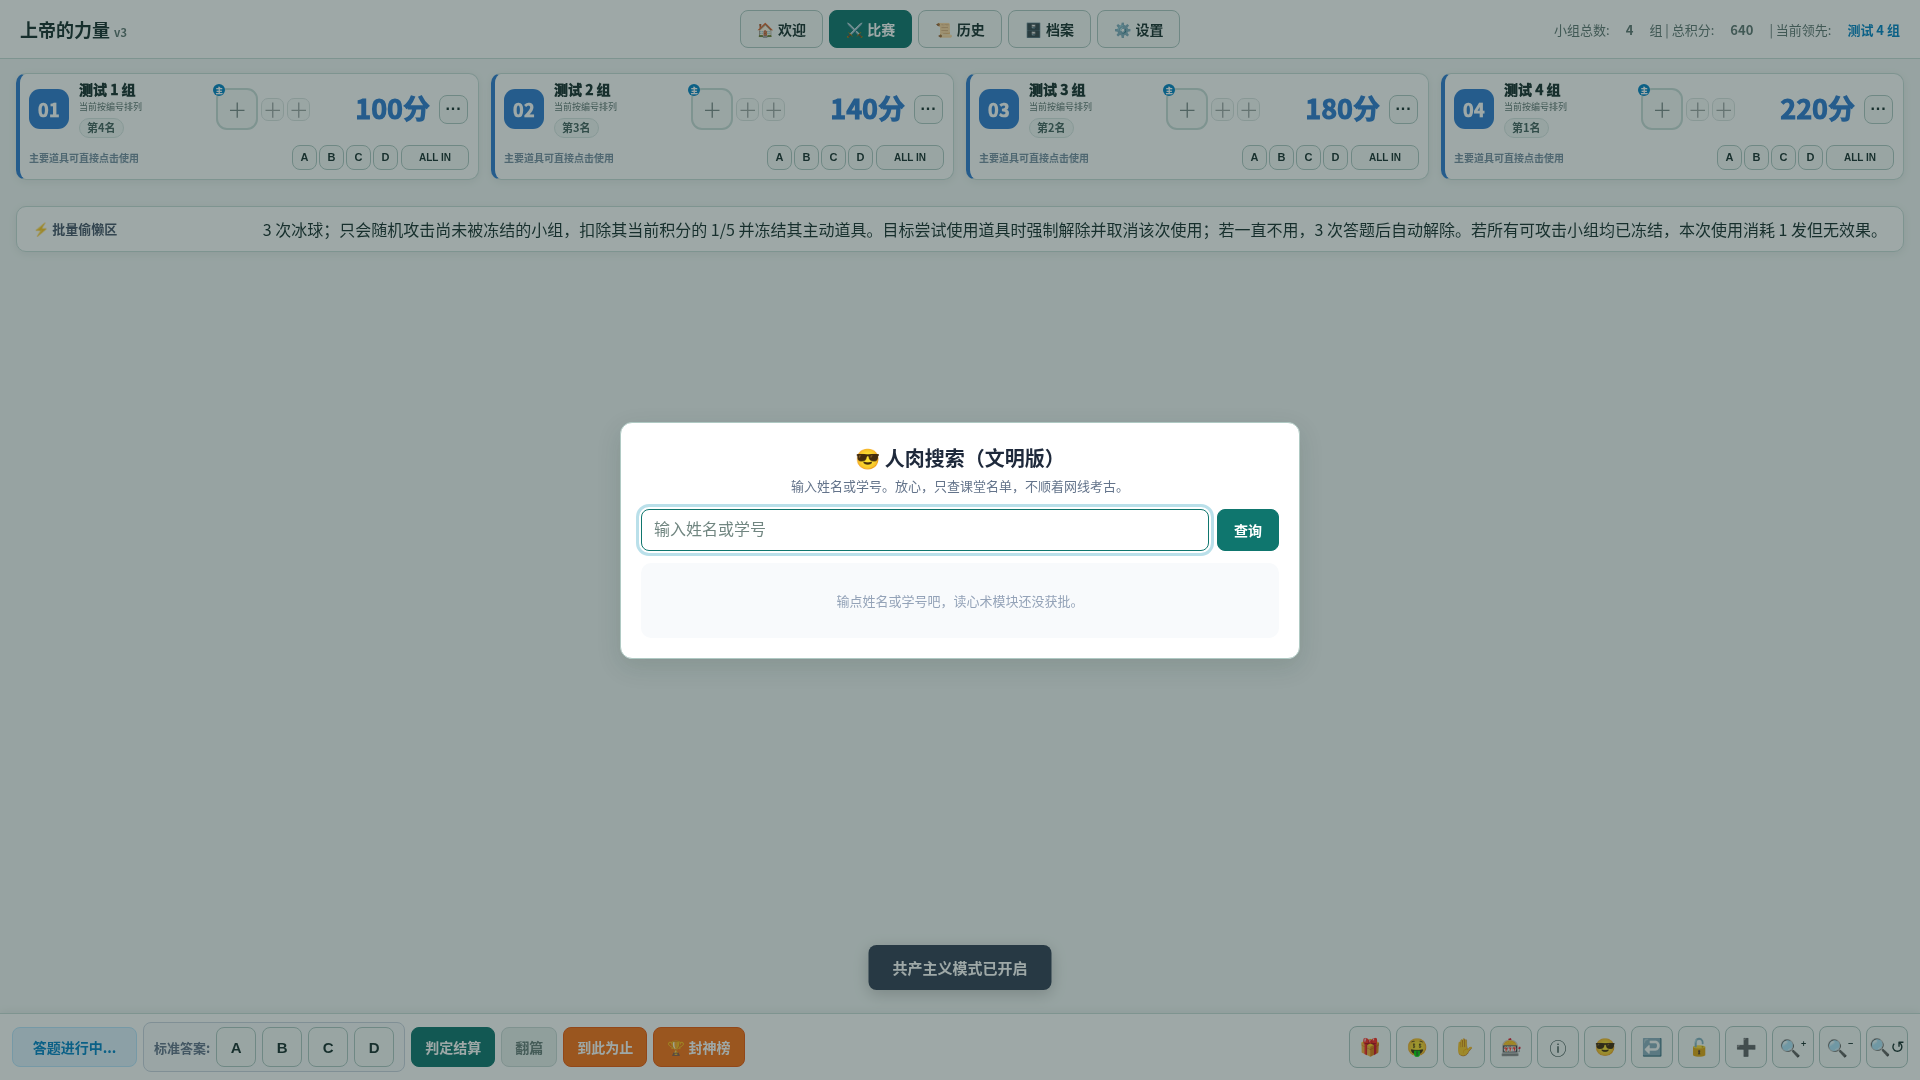 上帝的力量 v3
🏠 欢迎
⚔️ 比赛
📜 历史
🗄️ 档案
⚙️ 设置
小组总数: 4 组 | 总积分: 640 | 当前领先: 测试 4 组
01
测试 1 组
当前按编号排列
第4名
主
100分
...
主要道具可直接点击使用
A B C D ALL IN
02
测试 2 组
当前按编号排列
第3名
主
140分
...
主要道具可直接点击使用
A B C D ALL IN
03
测试 3 组
当前按编号排列
第2名
主
180分
...
主要道具可直接点击使用
A B C D ALL IN
04
测试 4 组
当前按编号排列
第1名
主
220分
...
主要道具可直接点击使用
A B C D ALL IN
⚡ 批量偷懒区
3 次冰球；只会随机攻击尚未被冻结的小组，扣除其当前积分的 1/5 并冻结其主动道具。目标尝试使用道具时强制解除并取消该次使用；若一直不用，3 次答题后自动解除。若所有可攻击小组均已冻结，本次使用消耗 1 发但无效果。
😎 人肉搜索（文明版）
输入姓名或学号。放心，只查课堂名单，不顺着网线考古。
输入姓名或学号
查询
输点姓名或学号吧，读心术模块还没获批。
共产主义模式已开启
答题进行中...
标准答案: A B C D
判定结算
翻篇
到此为止
🏆 封神榜